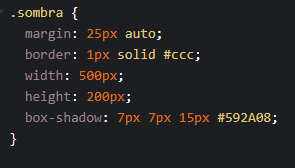 .sombra {
margin: 25px auto;
border: 1px solid #ccc;
width: 500px;
height: 200px;
box-shadow: 7px 7px 15px #592A08;
}